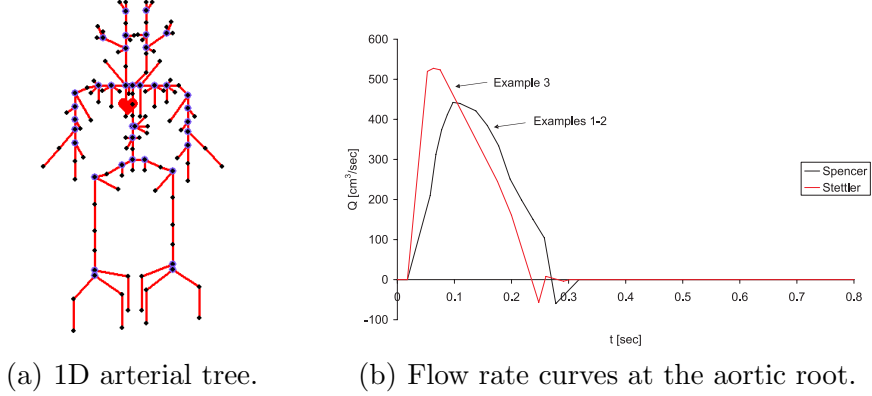 600
500
400
300
200
100
0
-100
0
0.1
0.2
0.3
0.4
0.5
0.6
0.7
0.8
Q [cm³/sec]
t [sec]
Example 3
Examples 1-2
Spencer
Stettler
(a) 1D arterial tree.
(b) Flow rate curves at the aortic root.